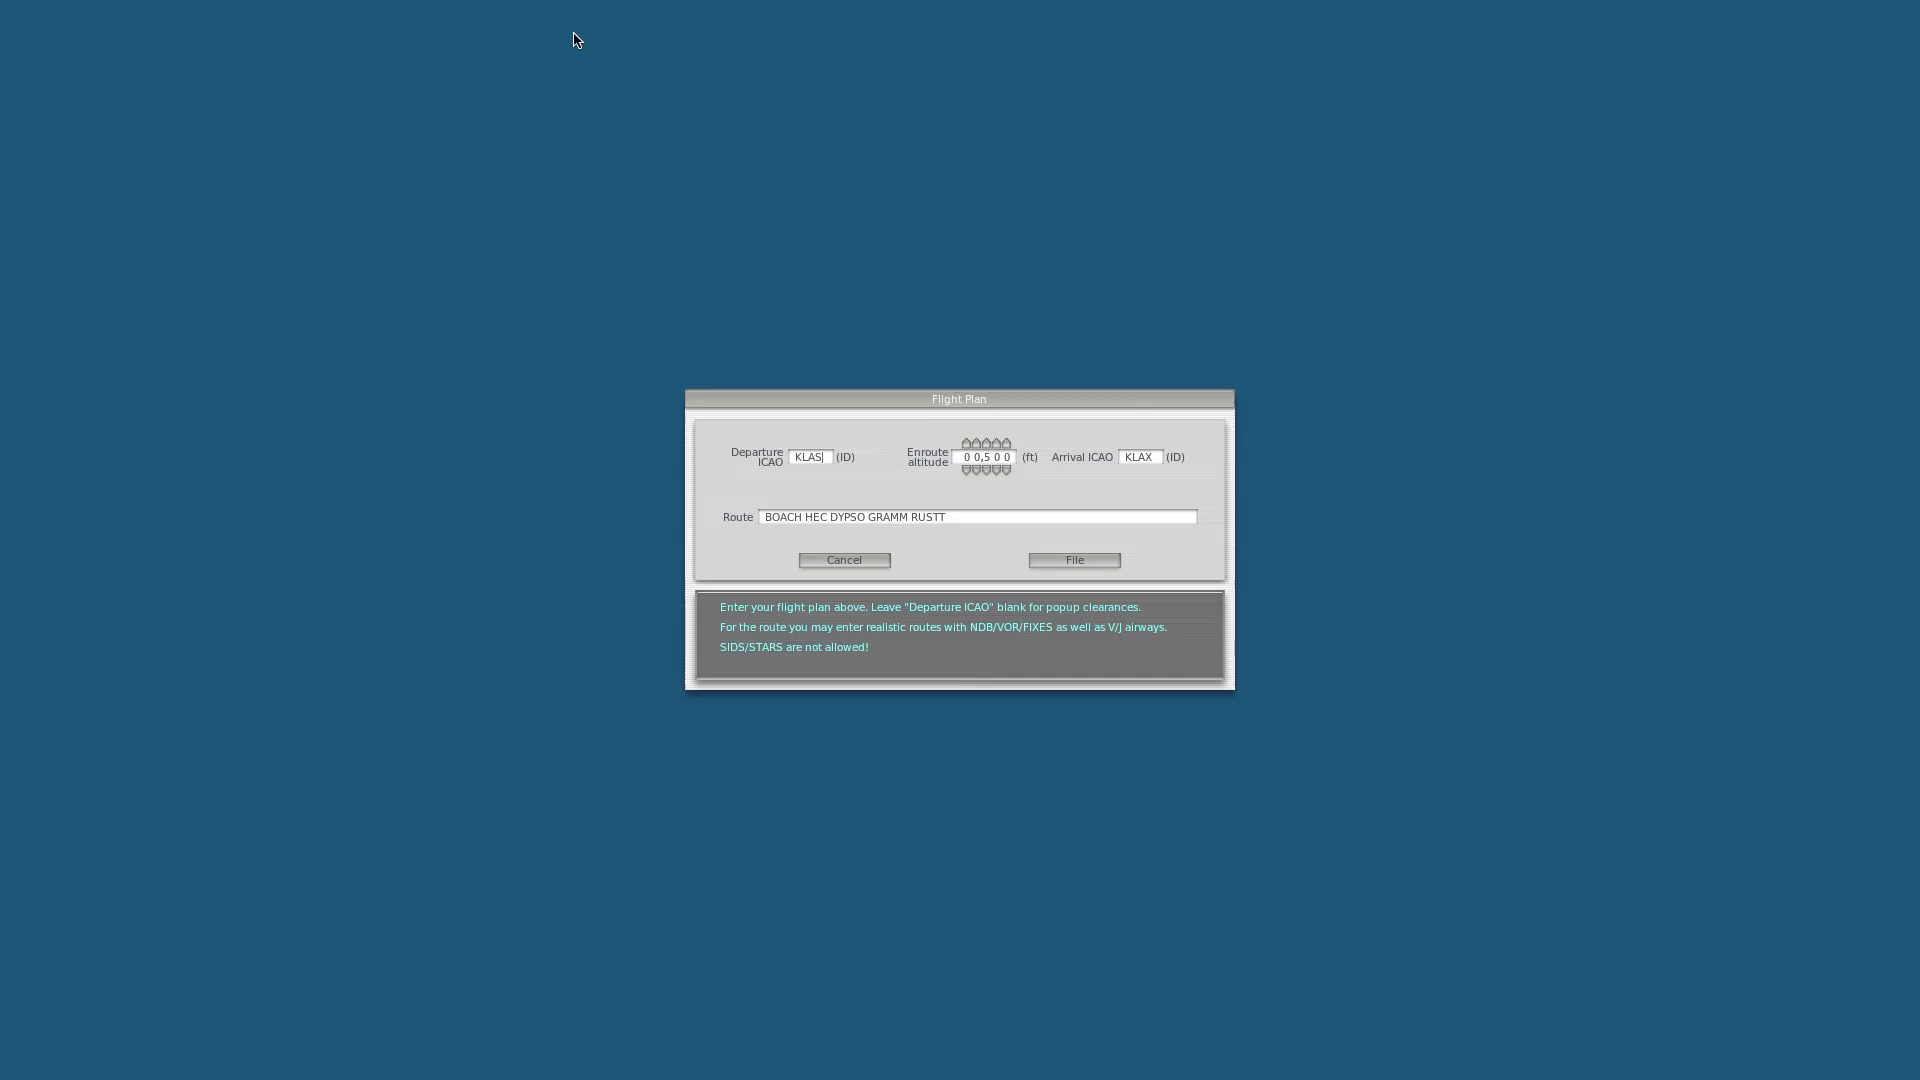 Flight Plan
Departure ICAO KLAS (ID) Enroute altitude 0 0,5 0 0 (ft) Arrival ICAO KLAX (ID)
Route BOACH HEC DYPSO GRAMM RUSTT
Cancel File
Enter your flight plan above. Leave "Departure ICAO" blank for popup clearances.
For the route you may enter realistic routes with NDB/VOR/FIXES as well as V/J airways.
SIDS/STARS are not allowed!